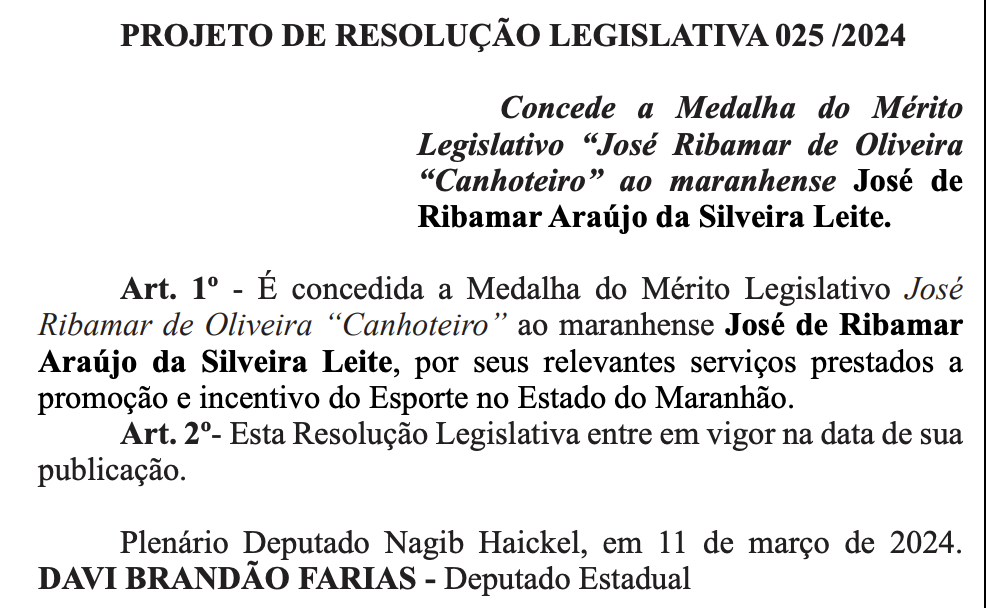 PROJETO DE RESOLUÇÃO LEGISLATIVA 025 /2024
Concede a Medalha do Mérito
Legislativo “José Ribamar de Oliveira
“Canhoteiro” ao maranhense José de
Ribamar Araújo da Silveira Leite.
Art. 1º - É concedida a Medalha do Mérito Legislativo José
Ribamar de Oliveira “Canhoteiro” ao maranhense José de Ribamar
Araújo da Silveira Leite, por seus relevantes serviços prestados a
promoção e incentivo do Esporte no Estado do Maranhão.
Art. 2º- Esta Resolução Legislativa entre em vigor na data de sua
publicação.
Plenário Deputado Nagib Haickel, em 11 de março de 2024.
DAVI BRANDÃO FARIAS - Deputado Estadual